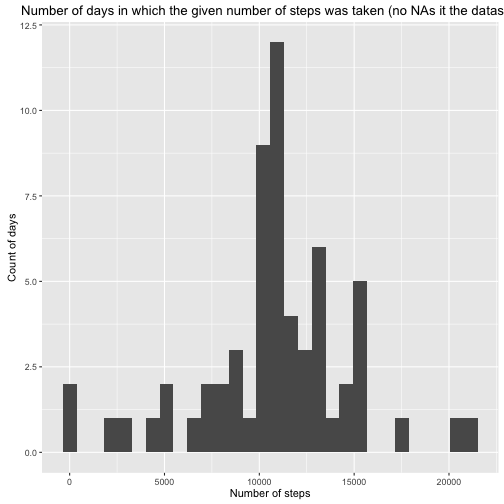 Number of days in which the given number of steps was taken (no NAs it the datas
12.5
10.0
7.5
5.0
2.5
0.0
Count of days
0 5000 10000 15000 20000
Number of steps